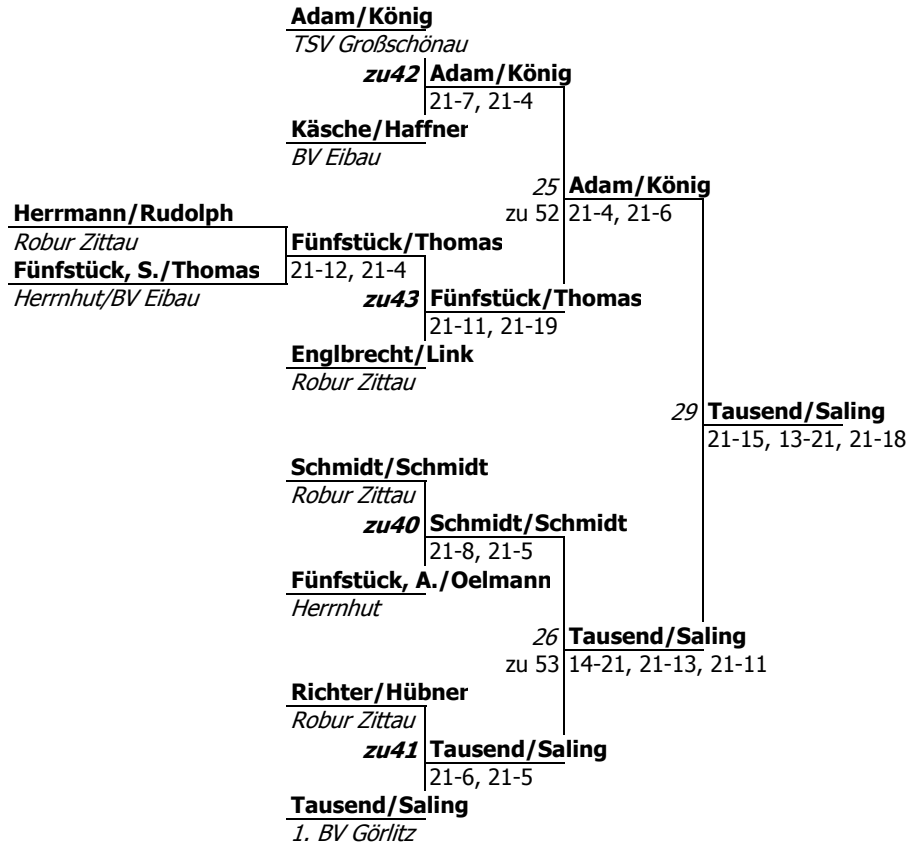 Adam/König
TSV Großschönau
zu42 Adam/König
21-7, 21-4
Käsche/Haffner
BV Eibau
25 Adam/König
Herrmann/Rudolph
zu 52 21-4, 21-6
Robur Zittau
Fünfstück/Thomas
Fünfstück, S./Thomas
21-12, 21-4
Herrnhut/BV Eibau
zu43 Fünfstück/Thomas
21-11, 21-19
Englbrecht/Link
Robur Zittau
29 Tausend/Saling
21-15, 13-21, 21-18
Schmidt/Schmidt
Robur Zittau
zu40 Schmidt/Schmidt
21-8, 21-5
Fünfstück, A./Oelmann
Herrnhut
26 Tausend/Saling
zu 53 14-21, 21-13, 21-11
Richter/Hübner
Robur Zittau
zu41 Tausend/Saling
21-6, 21-5
Tausend/Saling
1. BV Görlitz